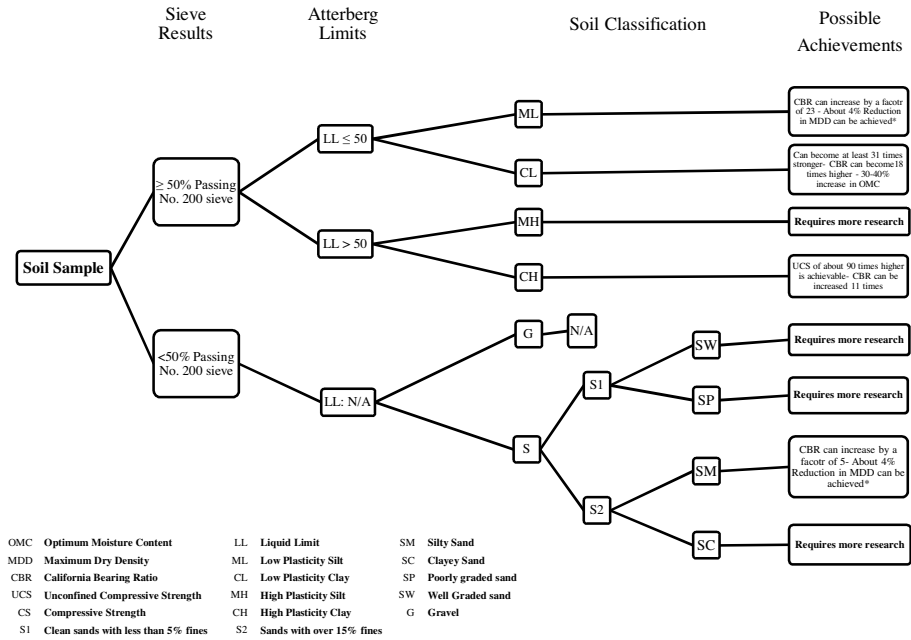 Sieve
Results
Atterberg
Limits
Soil Classification
Possible
Achievements
Soil Sample
≥ 50% Passing
No. 200 sieve
<50% Passing
No. 200 sieve
LL ≤ 50
LL > 50
LL: N/A
ML
CL
MH
CH
G
N/A
S
S1
S2
SW
SP
SM
SC
CBR can increase by a facotr
of 23 - About 4% Reduction
in MDD can be achieved*
Can become at least 31 times
stronger- CBR can become18
times higher - 30-40%
increase in OMC
Requires more research
UCS of about 90 times higher
is achievable- CBR can be
increased 11 times
Requires more research
Requires more research
CBR can increase by a
facotr of 5- About 4%
Reduction in MDD can be
achieved*
Requires more research
OMC Optimum Moisture Content
MDD Maximum Dry Density
CBR California Bearing Ratio
UCS Unconfined Compressive Strength
CS Compressive Strength
S1 Clean sands with less than 5% fines
LL Liquid Limit
ML Low Plasticity Silt
CL Low Plasticity Clay
MH High Plasticity Silt
CH High Plasticity Clay
S2 Sands with over 15% fines
SM Silty Sand
SC Clayey Sand
SP Poorly graded sand
SW Well Graded sand
G Gravel